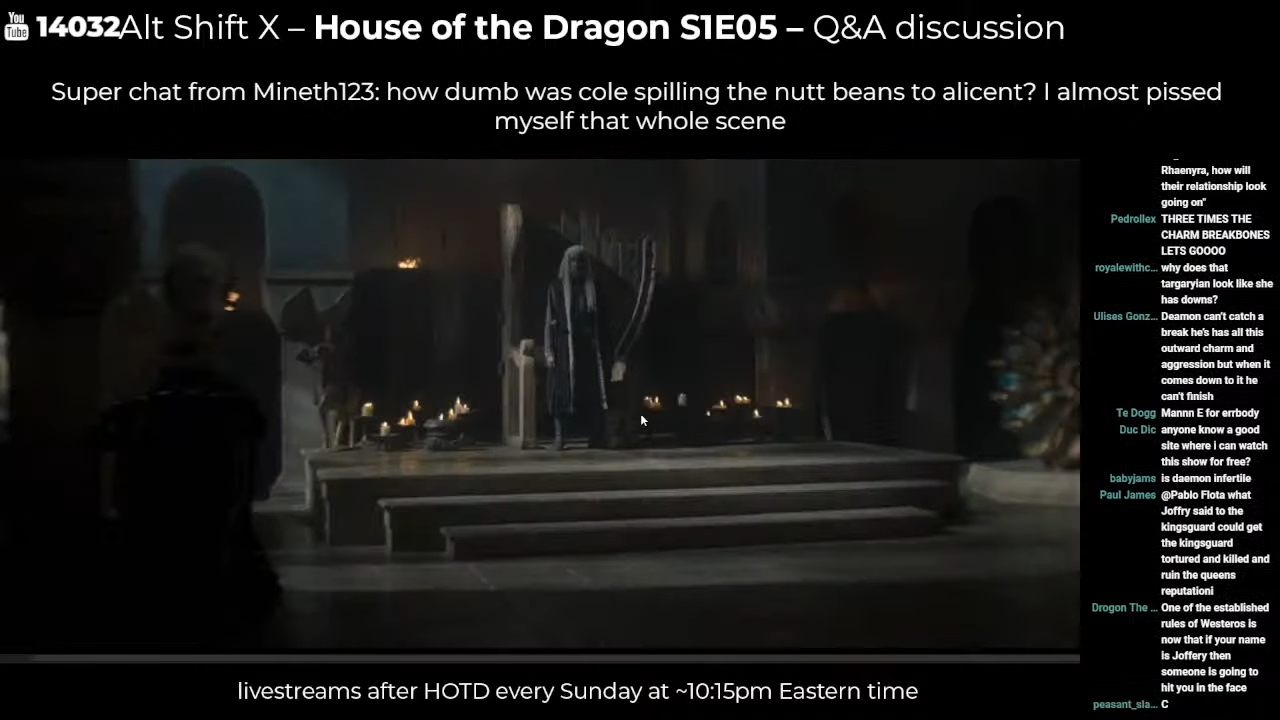 You
Tube
14032
Alt Shift X – House of the Dragon S1E05 – Q&A discussion
Super chat from Mineth123: how dumb was cole spilling the nutt beans to alicent? I almost pissed
myself that whole scene
Rhaenyra, how will
their relationship look
going on"
Pedrollex THREE TIMES THE
CHARM BREAKBONES
LETS GOOOO
royalewithc... why does that
targaryian look like she
has downs?
Ulises Gonz... Deamon can't catch a
break he's has all this
outward charm and
aggression but when it
comes down to it he
can't finish
Te Dogg Mannn E for errbody
Duc Dic anyone know a good
site where i can watch
this show for free?
babyjams is daemon infertile
Paul James @Pablo Flota what
Joffry said to the
kingsguard could get
the kingsguard
tortured and killed and
ruin the queens
reputationi
Drogon The ... One of the established
rules of Westeros is
now that if your name
is Joffery then
someone is going to
hit you in the face
peasant_sla... C
livestreams after HOTD every Sunday at ~10:15pm Eastern time